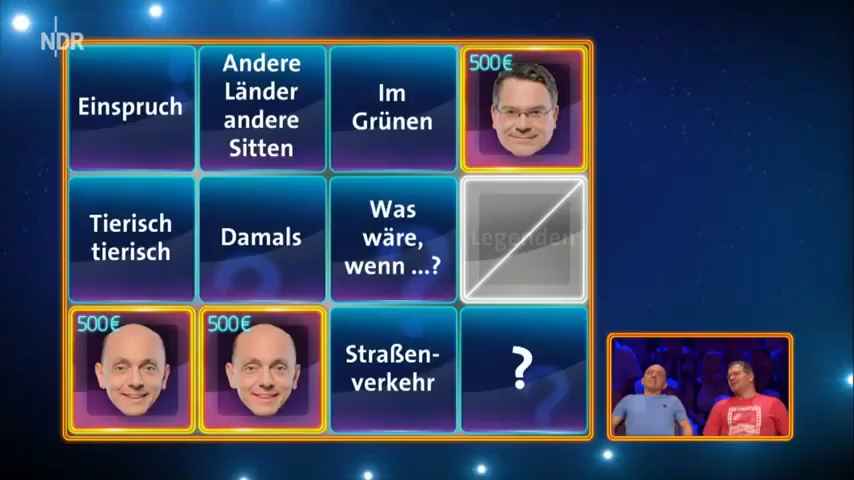 NDR
Einspruch
Andere
Länder
andere
Sitten
Im
Grünen
500€
Tierisch
tierisch
Damals
Was
wäre,
wenn ...?
Legenden
500€
500€
Straßen-
verkehr
?